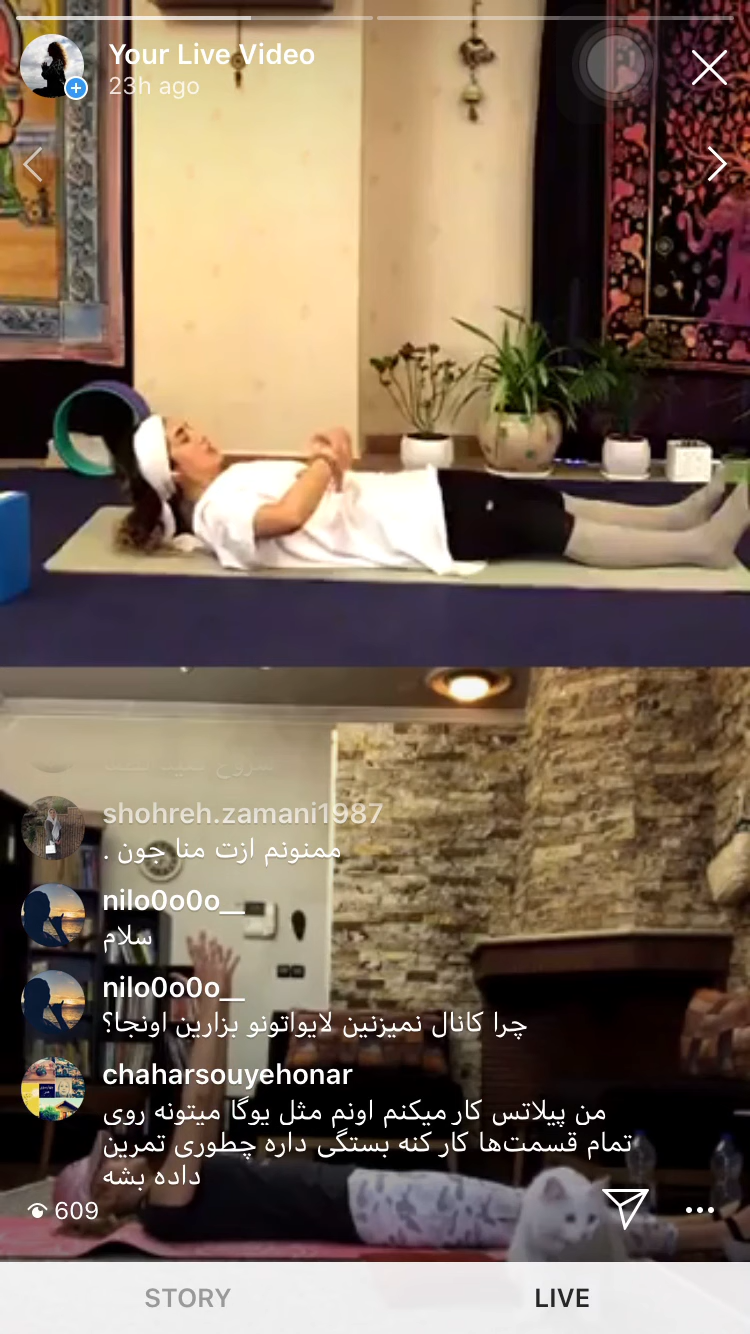 Your Live Video
23h ago
shohreh.zamani1987
ممنونم ازت منا جون .
nilo0o0o__
سلام
nilo0o0o__
چرا کانال نمیزنین لایواتونو بزارین اونجا؟
chaharsouyehonar
من پیلاتس کار میکنم اونم مثل یوگا میتونه روی
تمام قسمت‌ها کار کنه بستگی داره چطوری تمرین
داده بشه
609
STORY
LIVE